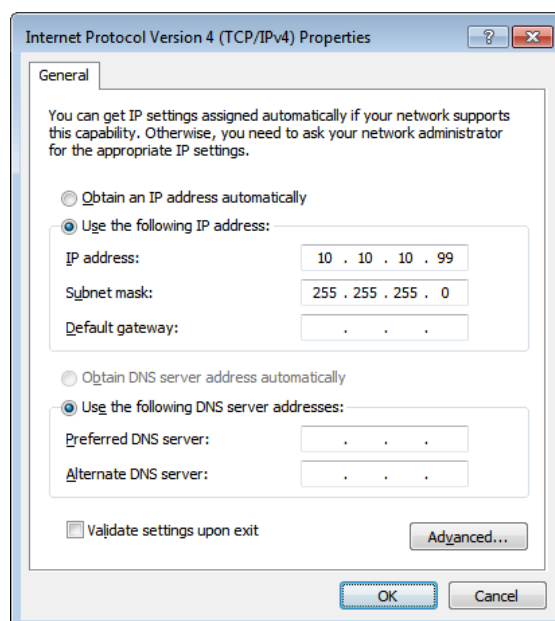 Internet Protocol Version 4 (TCP/IPv4) Properties
General
You can get IP settings assigned automatically if your network supports
this capability. Otherwise, you need to ask your network administrator
for the appropriate IP settings.
Obtain an IP address automatically
Use the following IP address:
IP address: 10 . 10 . 10 . 99
Subnet mask: 255 . 255 . 255 . 0
Default gateway: . . .
Obtain DNS server address automatically
Use the following DNS server addresses:
Preferred DNS server: . . .
Alternate DNS server: . . .
Validate settings upon exit
Advanced...
OK Cancel